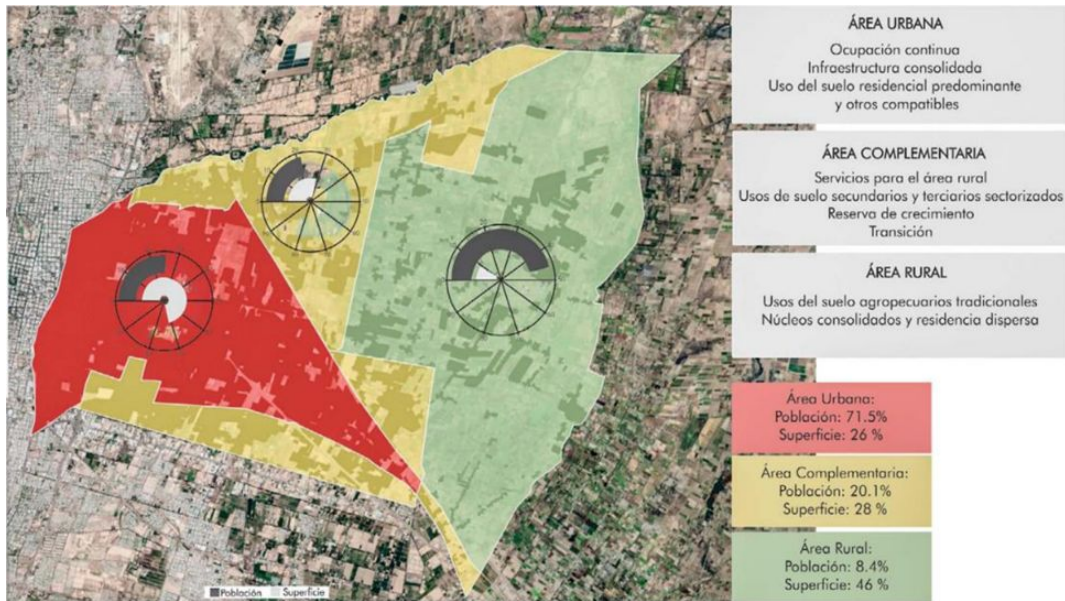 ÁREA URBANA
Ocupación continua
Infraestructura consolidada
Uso del suelo residencial predominante
y otros compatibles
ÁREA COMPLEMENTARIA
Servicios para el área rural
Usos de suelo secundarios y terciarios sectorizados
Reserva de crecimiento
Transición
ÁREA RURAL
Usos del suelo agropecuarios tradicionales
Núcleos consolidados y residencia dispersa
Área Urbana:
Población: 71.5%
Superficie: 26 %
Área Complementaria:
Población: 20.1%
Superficie: 28 %
Área Rural:
Población: 8.4%
Superficie: 46 %
Población Superficie